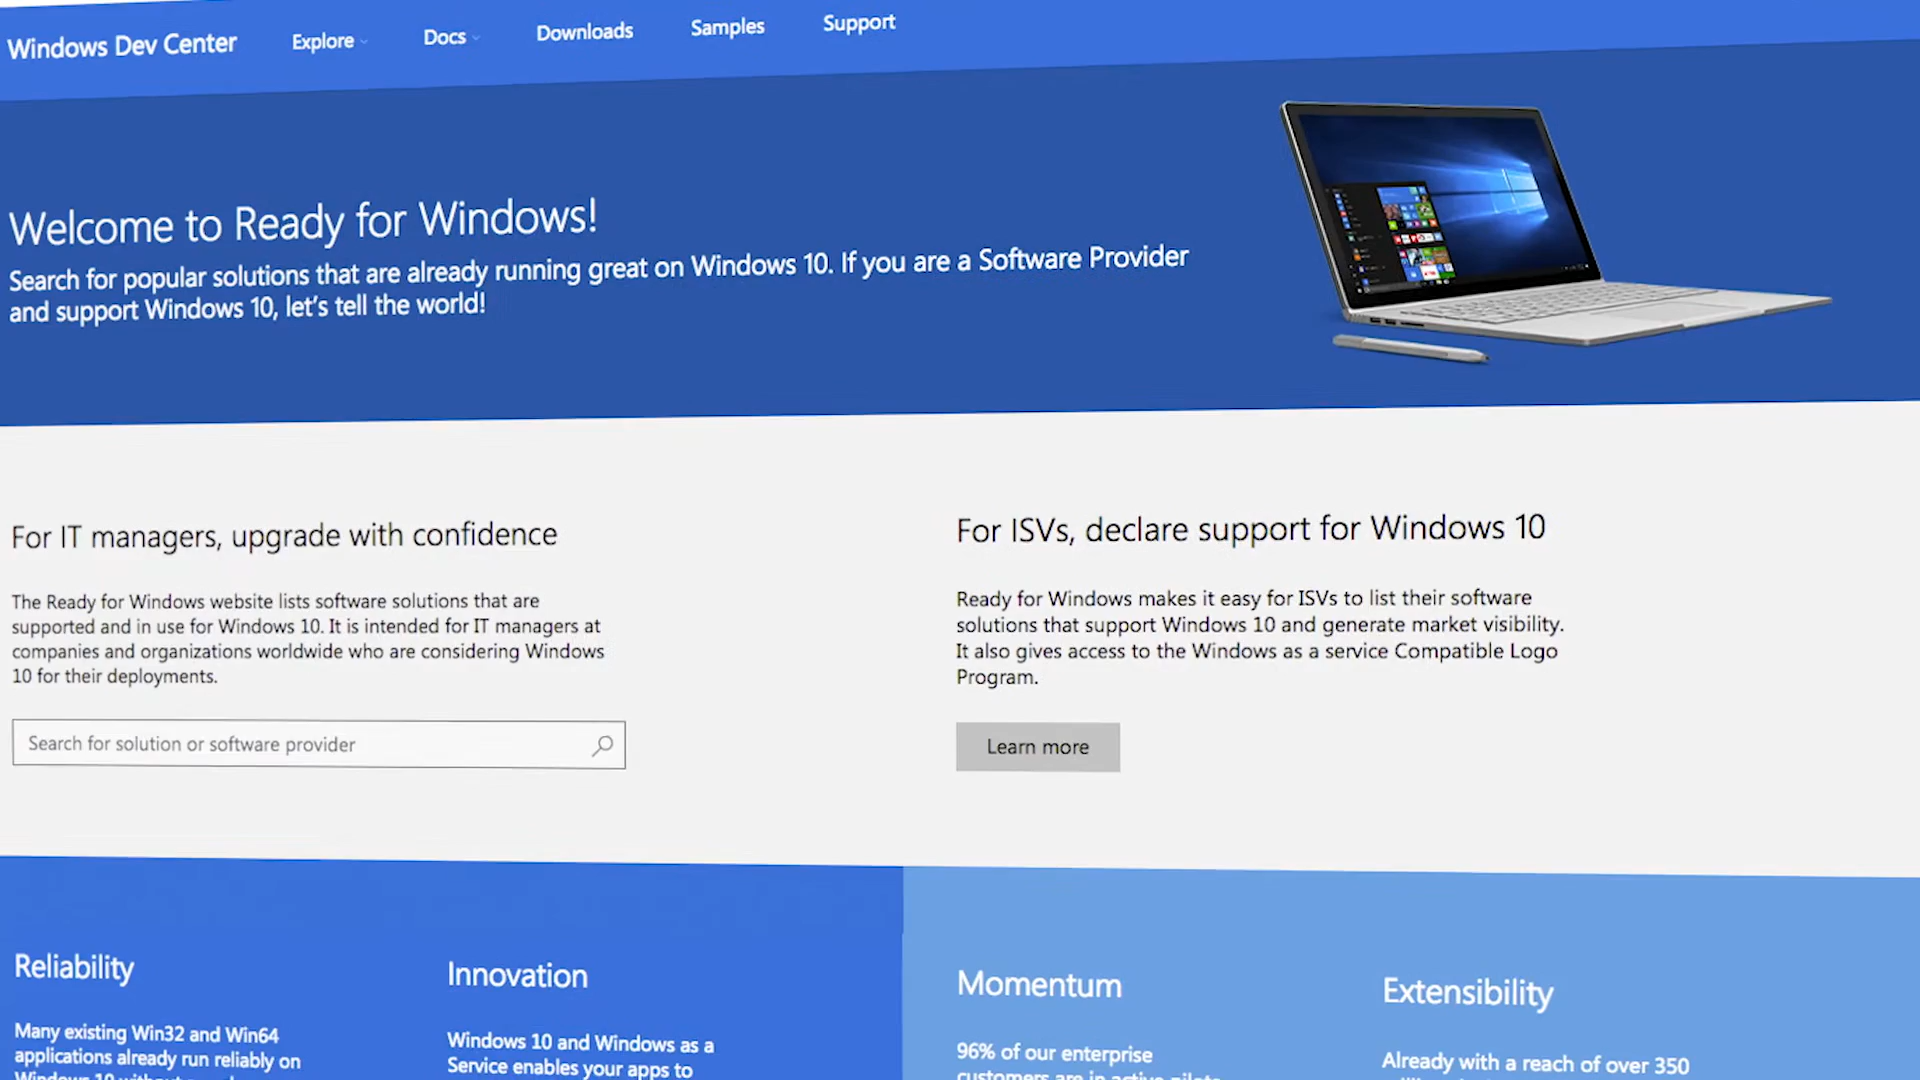 Windows Dev Center
Explore
Docs
Downloads
Samples
Support
Welcome to Ready for Windows!
Search for popular solutions that are already running great on Windows 10. If you are a Software Provider
and support Windows 10, let's tell the world!
For IT managers, upgrade with confidence
The Ready for Windows website lists software solutions that are
supported and in use for Windows 10. It is intended for IT managers at
companies and organizations worldwide who are considering Windows
10 for their deployments.
Search for solution or software provider
For ISVs, declare support for Windows 10
Ready for Windows makes it easy for ISVs to list their software
solutions that support Windows 10 and generate market visibility.
It also gives access to the Windows as a service Compatible Logo
Program.
Learn more
Reliability
Many existing Win32 and Win64
applications already run reliably on
Windows 10
Innovation
Windows 10 and Windows as a
Service enables your apps to
Momentum
96% of our enterprise
customers are in active pilots
Extensibility
Already with a reach of over 350